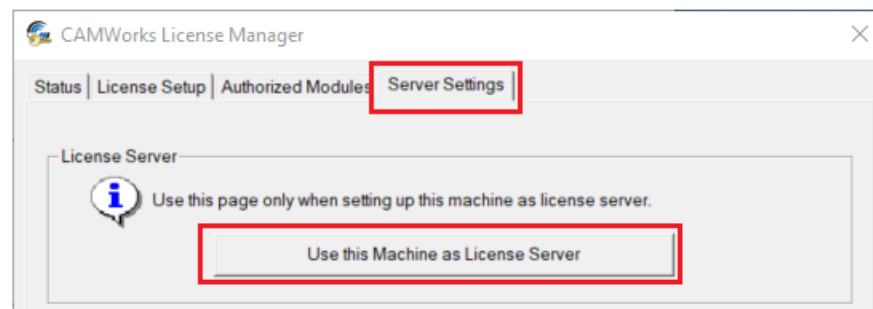 CAMWorks License Manager
Status License Setup Authorized Modules Server Settings
License Server
Use this page only when setting up this machine as license server.
Use this Machine as License Server